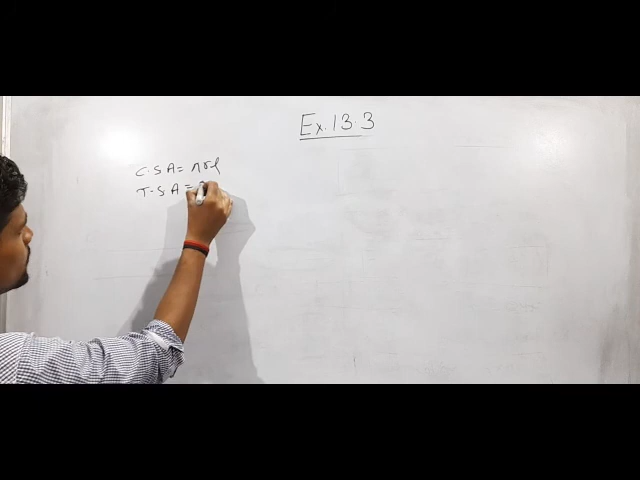 Ex.13.3
C.S.A = πrl
T.S.A =